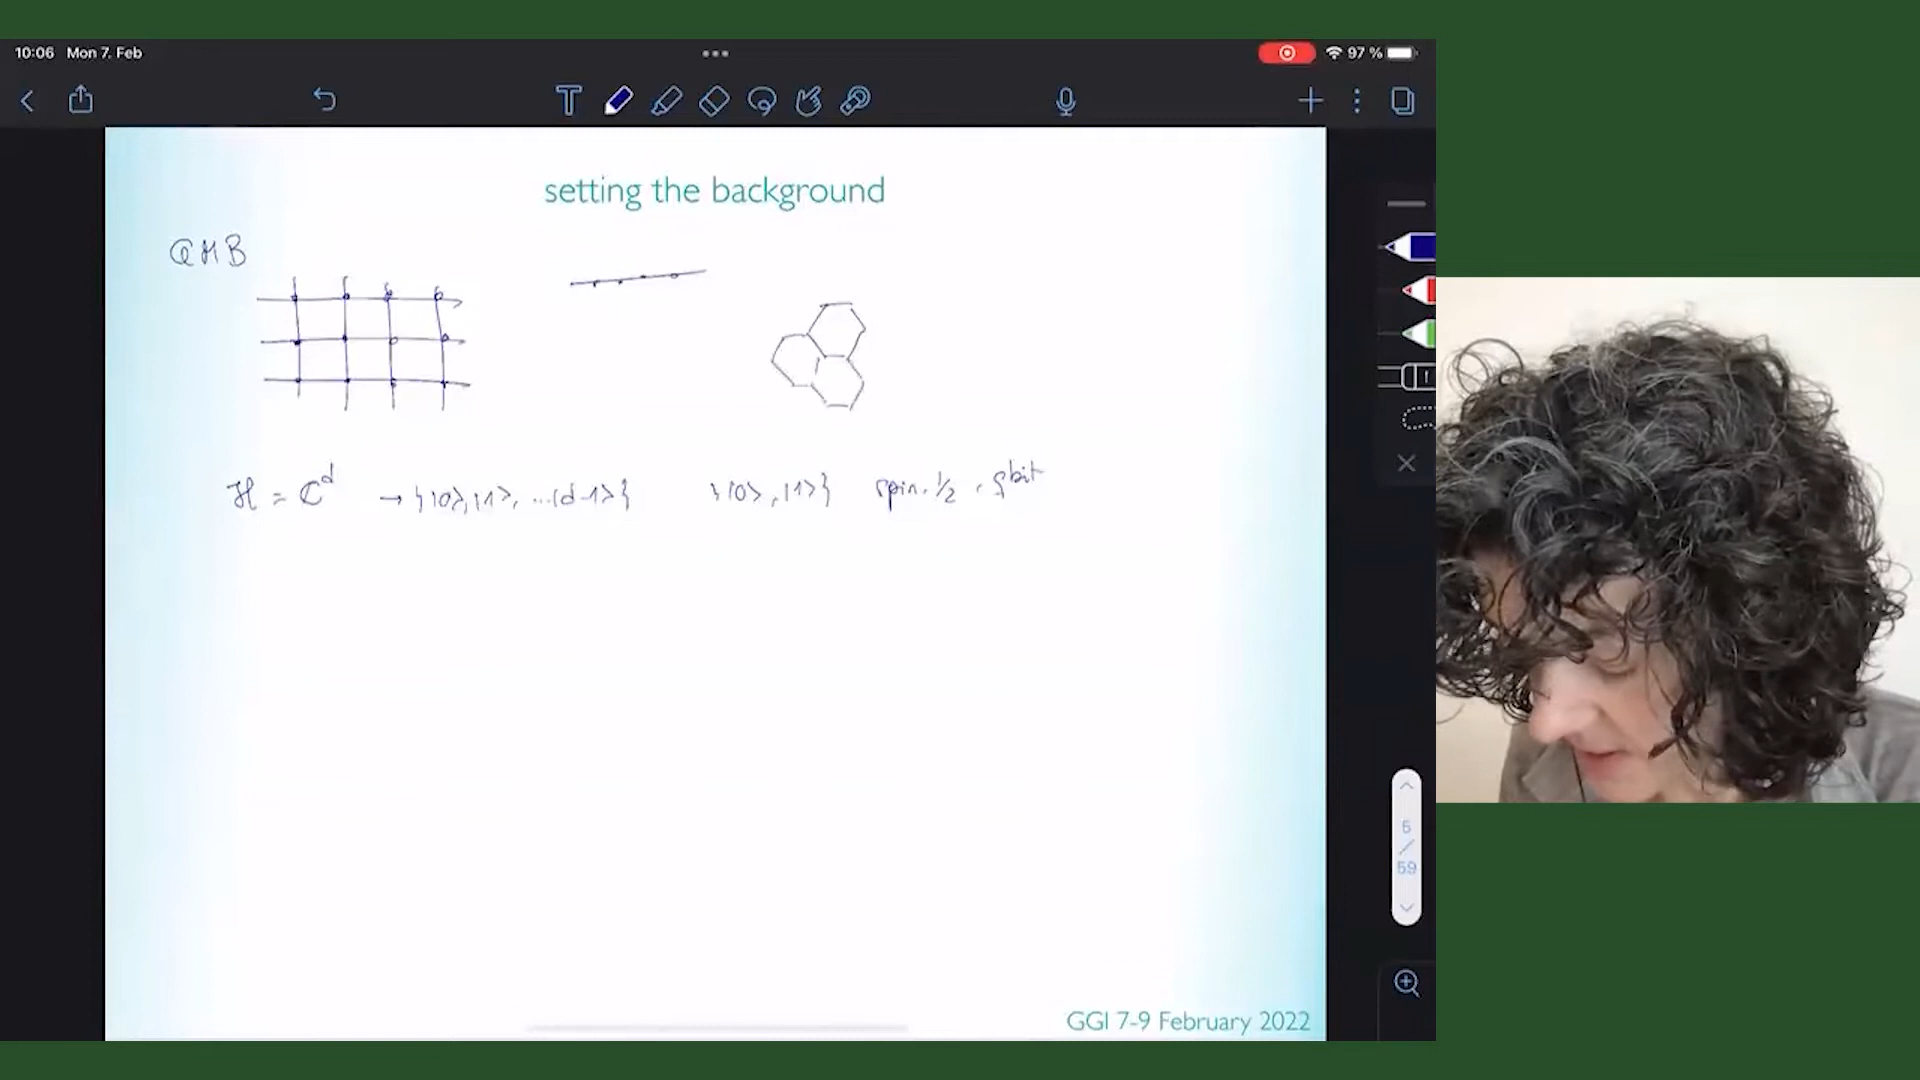 10:06 Mon 7. Feb
97 %
setting the background
QMB
ℋ = ℂ^d → {|0⟩, |1⟩, ...|d-1⟩} {|0⟩, |1⟩} spin. 1/2, qbit
5
/
59
GGI 7-9 February 2022